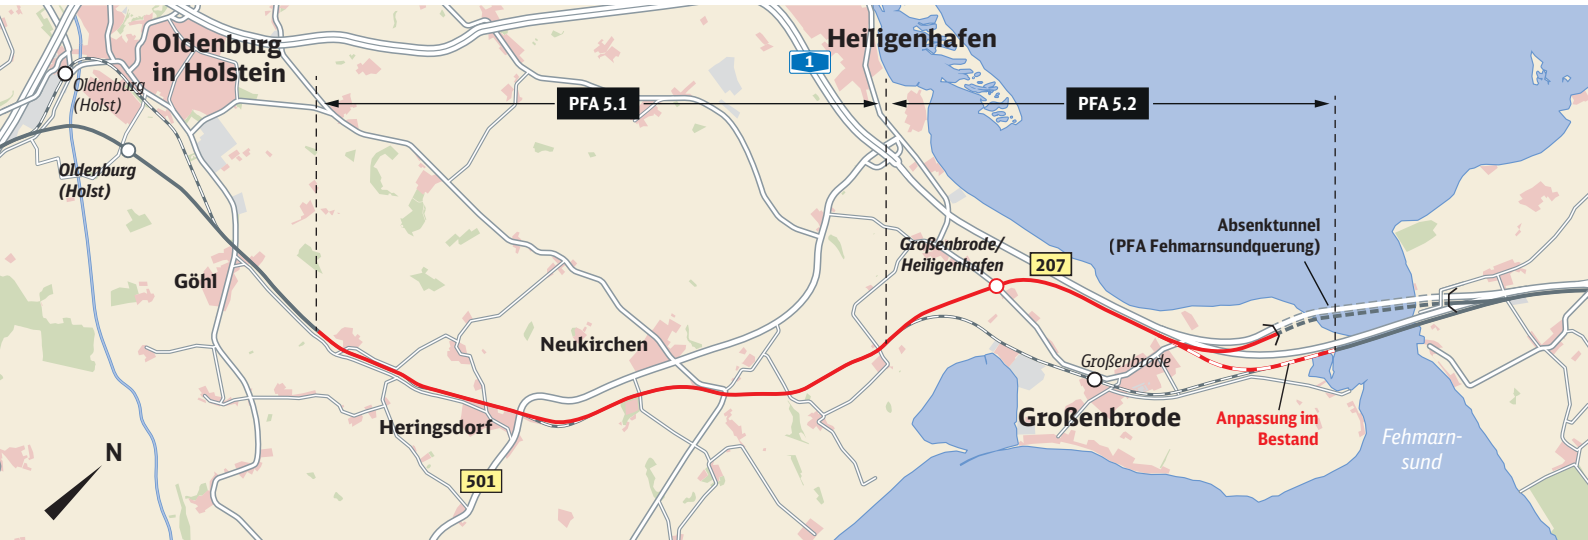 Oldenburg
in Holstein
Oldenburg
(Holst)
Oldenburg
(Holst)
PFA 5.1
1
Heiligenhafen
PFA 5.2
Absenktunnel
(PFA Fehmarnsundquerung)
Großenbrode/
Heiligenhafen
207
Göhl
Neukirchen
Großenbrode
Großenbrode
Heringsdorf
Anpassung im
Bestand
Fehmarn-
sund
501
N